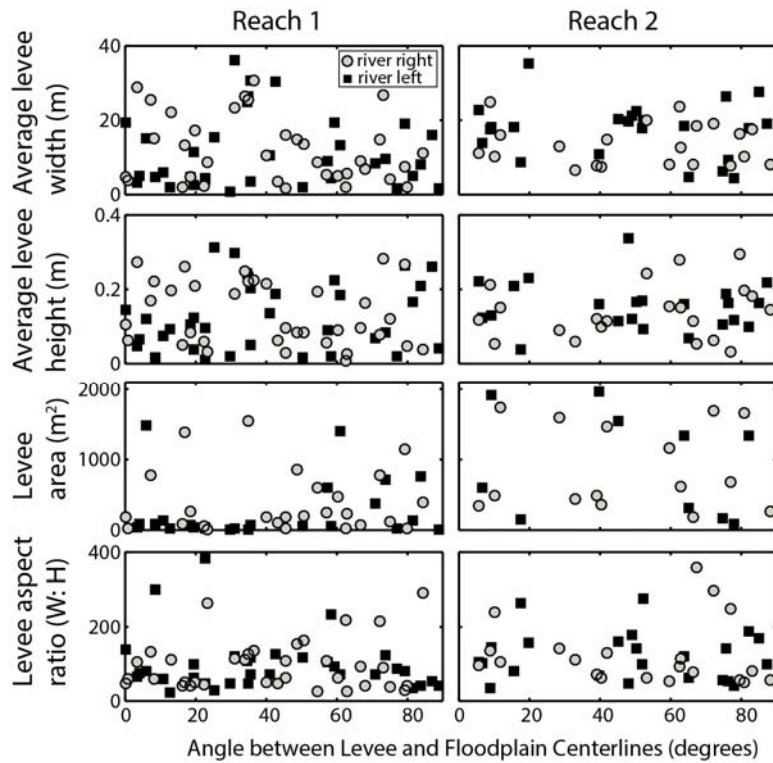 Reach 1
Reach 2
Average levee
width (m)
40
20
0
river right
river left
Average levee
height (m)
0.4
0.2
0
Levee
area (m²)
2000
1000
0
Levee aspect
ratio (W: H)
400
200
0
0 20 40 60 80
0 20 40 60 80
Angle between Levee and Floodplain Centerlines (degrees)